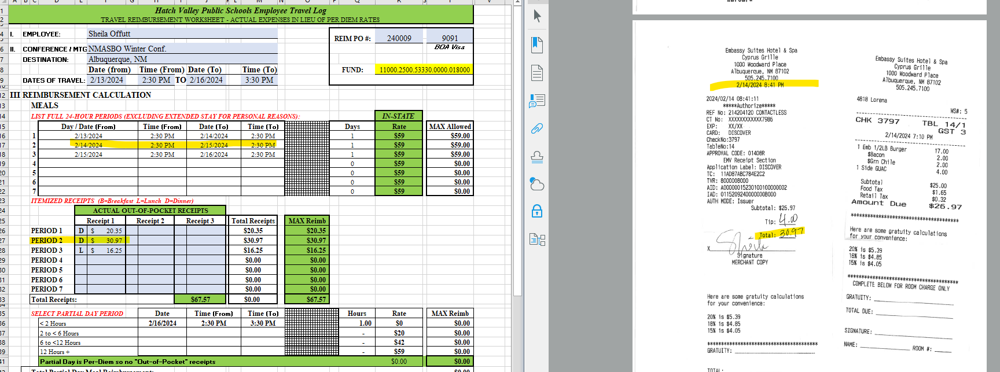 Hatch Valley Public Schools Employee Travel Log
TRAVEL REIMBURSEMENT WORKSHEET - ACTUAL EXPENSES IN LIEU OF PER DIEM RATES
I. EMPLOYEE: Sheila Offutt
REIM PO #: 240009 9091
II. CONFERENCE / MTG NMASBO Winter Conf.
BOA Visa
DESTINATION: Albuquerque, NM
Date (from) Time (From) Date (To) Time (To)
FUND: 11000.2500.53330.0000.018000
DATES OF TRAVEL: 2/13/2024 2:30 PM TO 2/16/2024 3:30 PM
III REIMBURSEMENT CALCULATION
MEALS
LIST FULL 24-HOUR PERIODS (EXCLUDING EXTENDED STAY FOR PERSONAL REASONS): IN-STATE
Day / Date (From) Time (From) Date (To) Time (To) Days Rate MAX Allowed
1 2/13/2024 2:30 PM 2/14/2024 2:30 PM 1 $59 $59.00
2 2/14/2024 2:30 PM 2/15/2024 2:30 PM 1 $59 $59.00
3 2/15/2024 2:30 PM 2/16/2024 2:30 PM 1 $59 $59.00
4 0 $59 $0.00
5 0 $59 $0.00
6 0 $59 $0.00
7 0 $59 $0.00
ITEMIZED RECEIPTS (B=Breakfast L=Lunch D=Dinner)
ACTUAL OUT-OF-POCKET RECEIPTS
Receipt 1 Receipt 2 Receipt 3 Total Receipts MAX Reimb
PERIOD 1 D $ 20.35 $20.35 $20.35
PERIOD 2 D $ 30.97 $30.97 $30.97
PERIOD 3 L $ 16.25 $16.25 $16.25
PERIOD 4 $0.00 $0.00
PERIOD 5 $0.00 $0.00
PERIOD 6 $0.00 $0.00
PERIOD 7 $0.00 $0.00
Total Receipts: $67.57 $0.00 $67.57
SELECT PARTIAL DAY PERIOD Date Time (From) Time (To) Hours Rate MAX Reimb
< 2 Hours 2/16/2024 2:30 PM 3:30 PM 1.00 $0 $0.00
2 to < 6 Hours - $20 $0.00
6 to <12 Hours - $42 $0.00
12 Hours + - $59 $0.00
Partial Day is Per-Diem so no "Out-of-Pocket" receipts $0.00 $0.00
Embassy Suites Hotel & Spa
Cyprus Grille
1000 Woodward Place
Albuquerque, NM 87102
505.245.7100
2/14/2024 8:41 PM
2024/02/14 08:41:11
*****Authorize*****
REF No: 214204120 CONTACTLESS
CT No: XXXXXXXXXXXX7986
EXP: XX/XX
CARD: DISCOVER
CheckNo:3797
TableNo:14
APPROVAL CODE: 01408R
EMV Receipt Section
Application Label: DISCOVER
TC: 11AD87ABC784E2C2
TVR: 8000008000
AID: A0000001523010010000002
IAD: 0115209240000000B000
AUTH MODE: Issuer
Subtotal: $26.97
Tip: 4.00
Total: 30.97
X
Signature
MERCHANT COPY
Here are some gratuity calculations
for your convenience:
20% is $5.39
18% is $4.85
15% is $4.05
****************************************
GRATUITY:
TOTAL:
Embassy Suites Hotel & Spa
Cyprus Grille
1000 Woodward Place
Albuquerque, NM 87102
505.245.7100
4818 Lorena
WS#: 5
CHK 3797 TBL 14/1
GST 3
2/14/2024 7:10 PM
1 Emb 1/2LB Burger 17.00
$Bacon 2.00
$Grn Chile 2.00
1 Side GUAC 4.00
Subtotal $25.00
Food Tax $1.65
Retail Tax $0.32
Amount Due $26.97
****************************************
Here are some gratuity calculations
for your convenience:
20% is $5.39
18% is $4.85
15% is $4.05
****************************************
COMPLETE BELOW FOR ROOM CHARGE ONLY
GRATUITY:
TOTAL DUE:
SIGNATURE:
NAME: ROOM #: